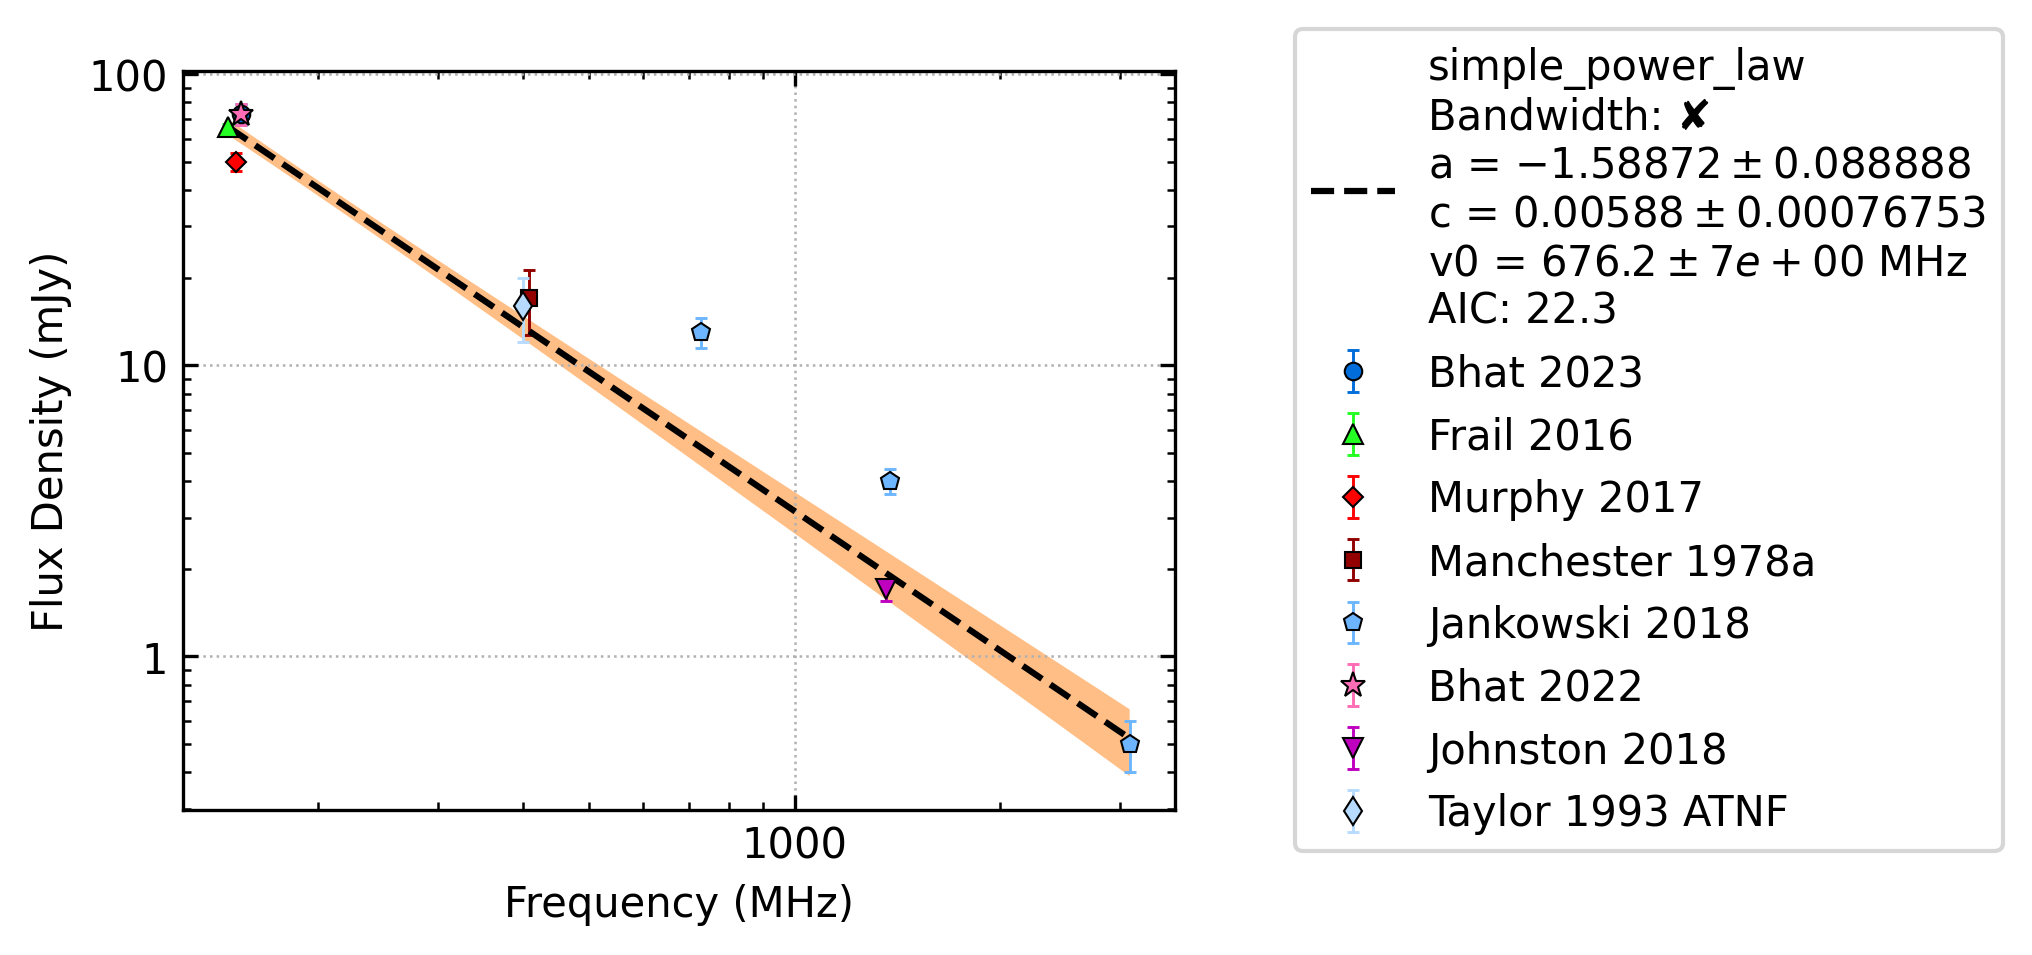 100
10
1
Flux Density (mJy)
1000
Frequency (MHz)
simple_power_law
Bandwidth: ✘
a = −1.58872 ± 0.088888
c = 0.00588 ± 0.00076753
v0 = 676.2 ± 7e + 00 MHz
AIC: 22.3
Bhat 2023
Frail 2016
Murphy 2017
Manchester 1978a
Jankowski 2018
Bhat 2022
Johnston 2018
Taylor 1993 ATNF